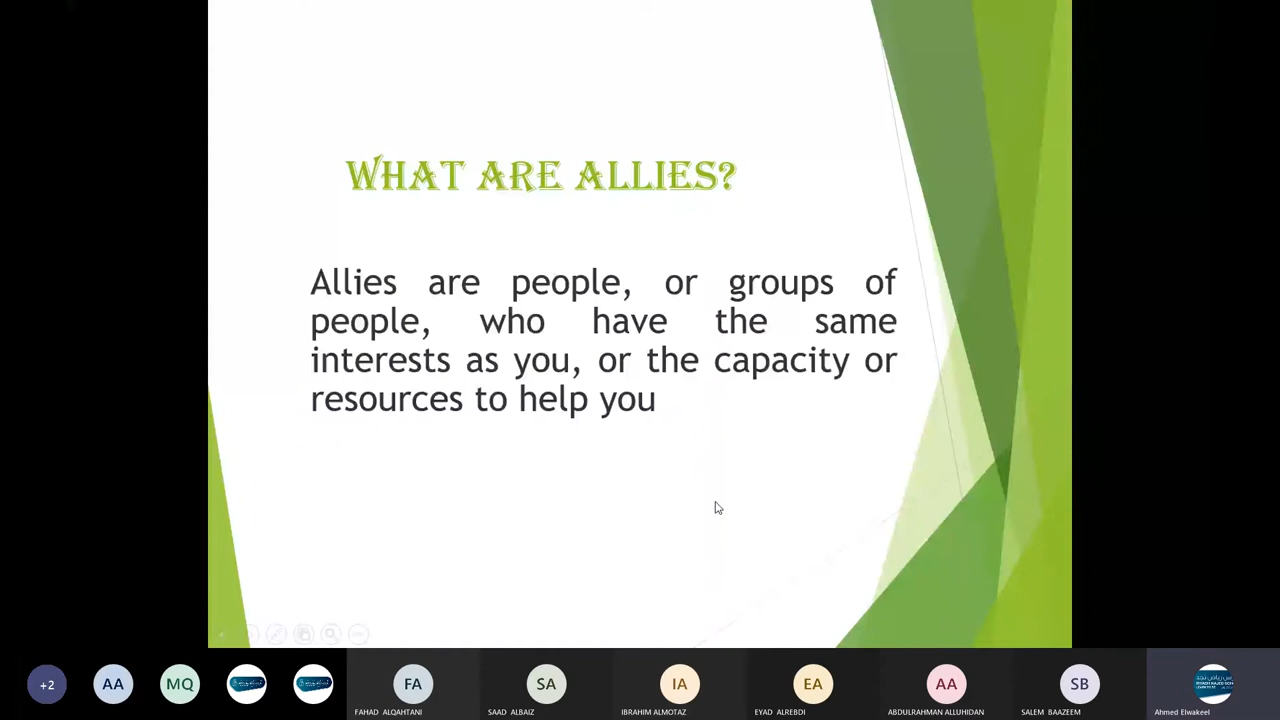 WHAT ARE ALLIES?
Allies are people, or groups of
people, who have the same
interests as you, or the capacity or
resources to help you
+2
AA
MQ
FA
SA
IA
EA
AA
SB
FAHAD ALQAHTANI
SAAD ALBAIZ
IBRAHIM ALMOTAZ
EYAD ALREBDI
ABDULRAHMAN ALLUHIDAN
SALEM BAAZEEM
Ahmed Elwakeel